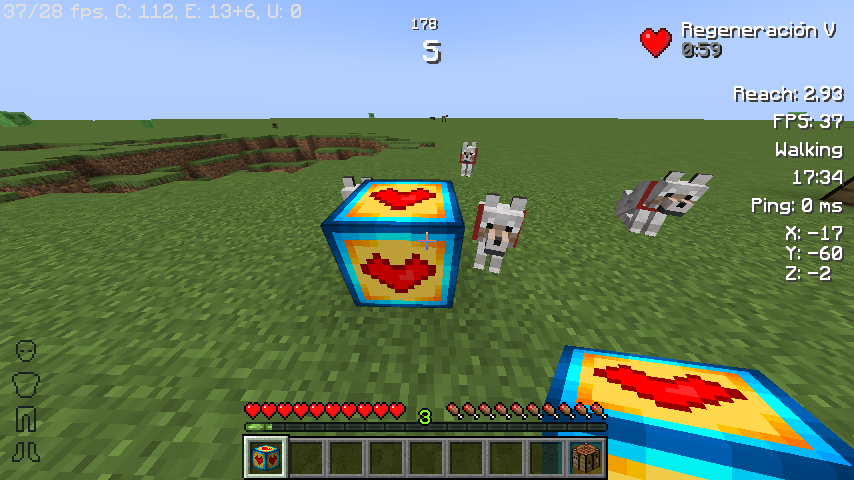 37/28 fps, C: 112, E: 13+6, U: 0
178
S
Regeneración V
0:59
Reach: 2.93
FPS: 37
Walking
17:34
Ping: 0 ms
X: -17
Y: -60
Z: -2
3